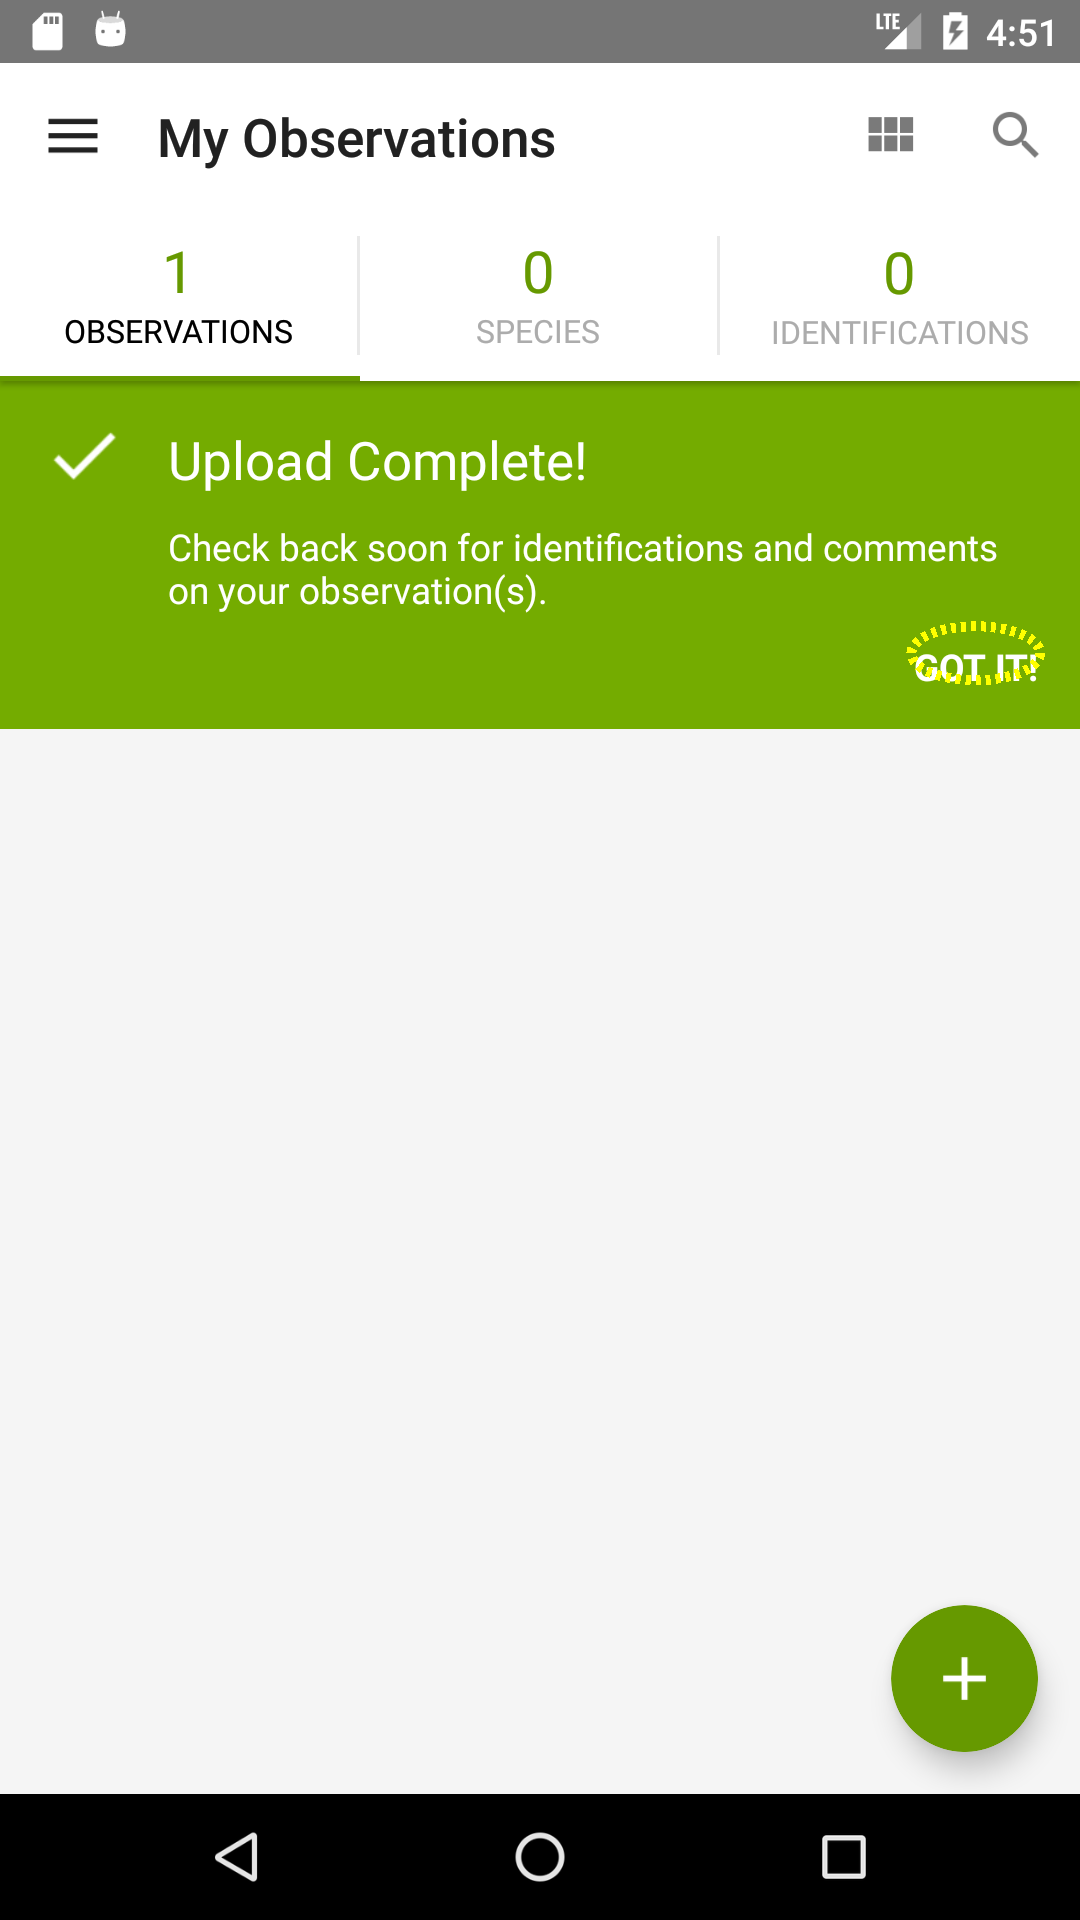 LTE 4:51
My Observations
1 0 0
OBSERVATIONS SPECIES IDENTIFICATIONS
Upload Complete!
Check back soon for identifications and comments
on your observation(s).
GOT IT!